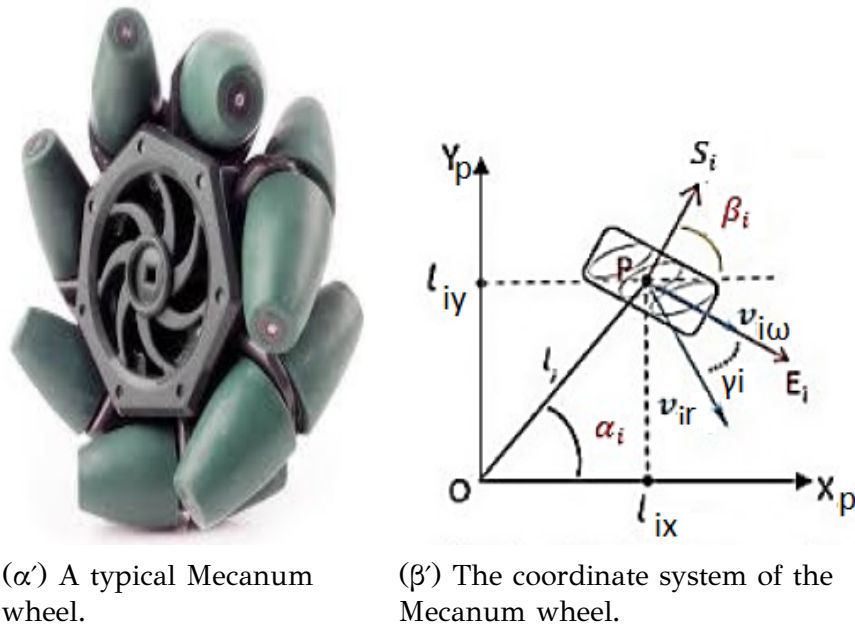 Yp
Si
βi
P
liy
viω
li
γi
Ei
vir
αi
O
Xp
lix
(α′) A typical Mecanum wheel.
(β′) The coordinate system of the Mecanum wheel.